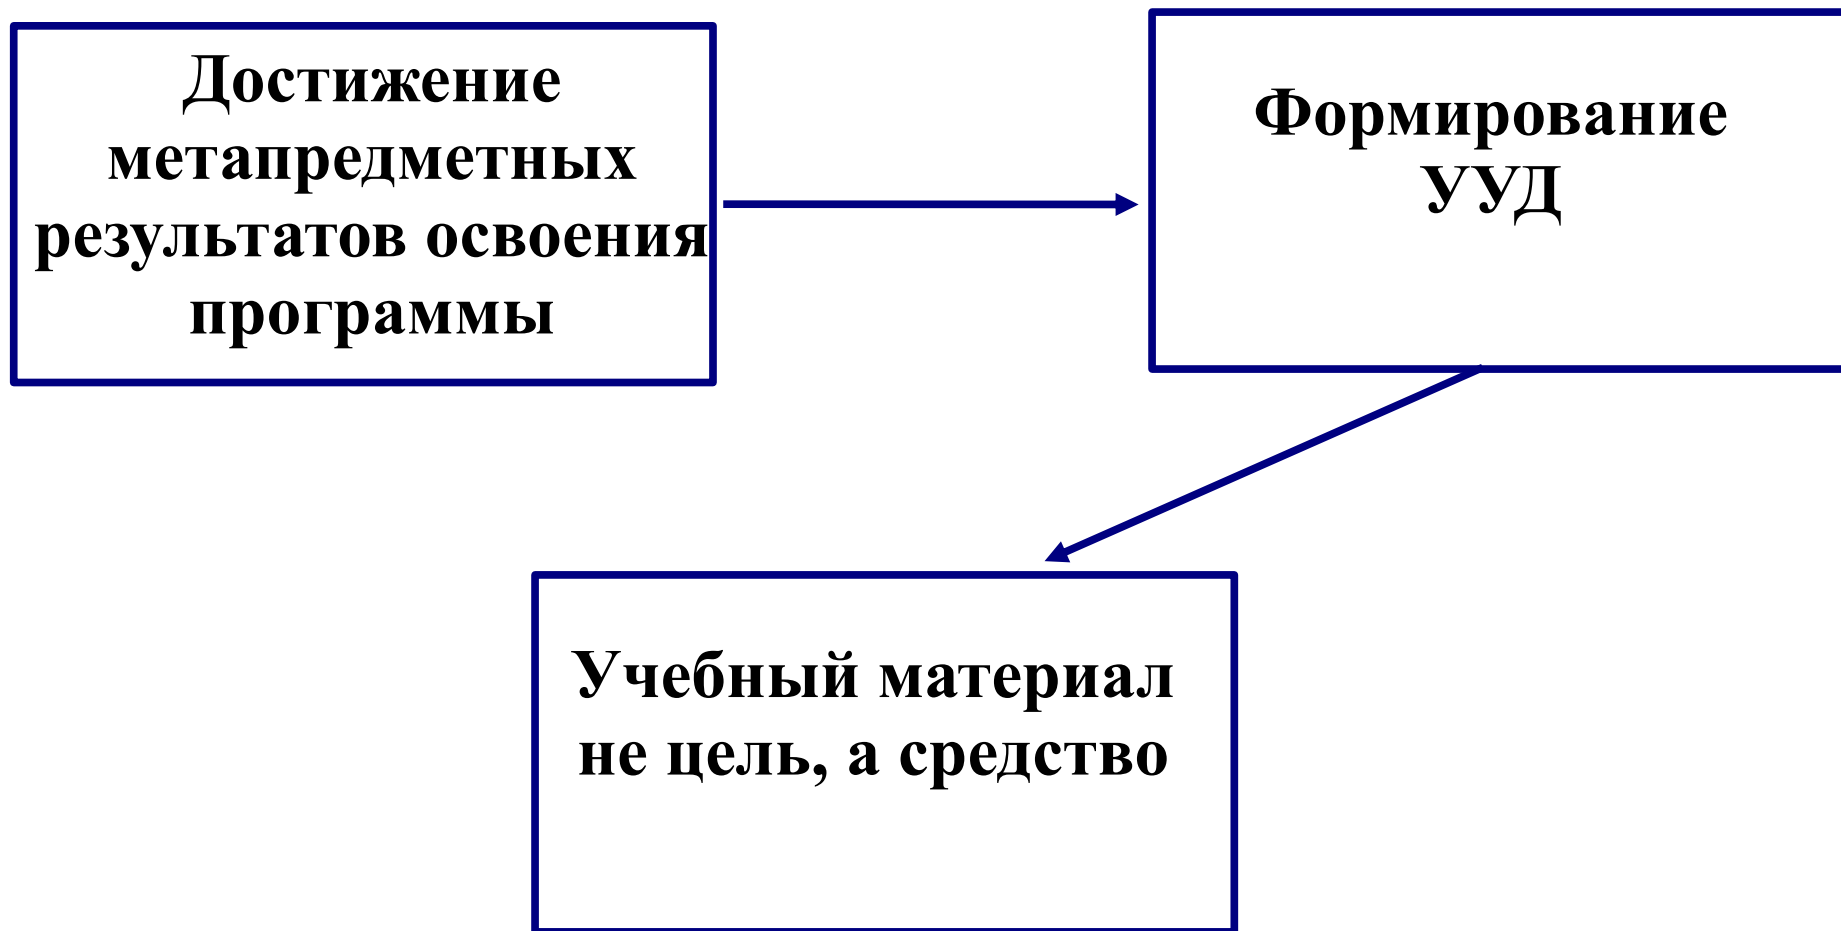 Достижение
метапредметных
результатов освоения
программы
Формирование
УУД
Учебный материал
не цель, а средство